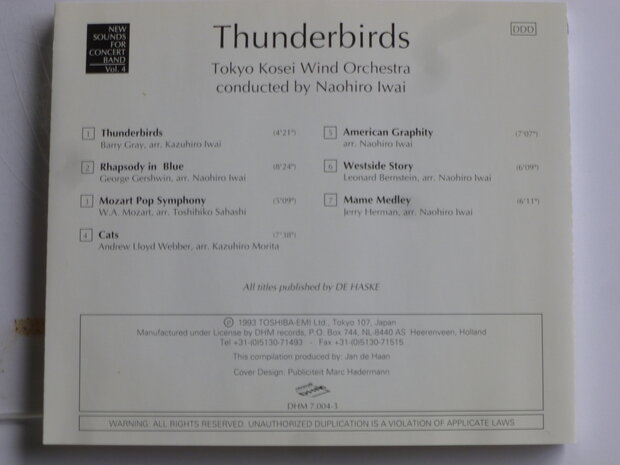 NEW
SOUNDS
FOR
CONCERT
BAND
Vol. 4
Thunderbirds
DDD
Tokyo Kosei Wind Orchestra
conducted by Naohiro Iwai
1 Thunderbirds (4'21")
Barry Gray, arr. Kazuhiro Iwai
2 Rhapsody in Blue (8'24")
George Gershwin, arr. Naohiro Iwai
3 Mozart Pop Symphony (5'09")
W.A. Mozart, arr. Toshihiko Sahashi
4 Cats (7'38")
Andrew Lloyd Webber, arr. Kazuhiro Morita
5 American Graphity (7'07")
arr. Naohiro Iwai
6 Westside Story (6'09")
Leonard Bernstein, arr. Naohiro Iwai
7 Mame Medley (6'11")
Jerry Herman, arr. Naohiro Iwai
All titles published by DE HASKE
Ⓟ 1993 TOSHIBA-EMI Ltd., Tokyo 107, Japan
Manufactured under License by DHM records, P.O. Box 744, NL-8440 AS Heerenveen, Holland
Tel +31-(0)5130-71493 - Fax +31-(0)5130-71515
This compilation produced by: Jan de Haan
Cover Design: Publiciteit Marc Hadermann
DHM 7.004-3
WARNING: ALL RIGHTS RESERVED. UNAUTHORIZED DUPLICATION IS A VIOLATION OF APPLICATE LAWS